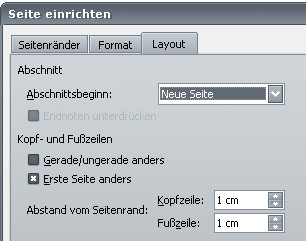 Seite einrichten
Seitenränder Format Layout
Abschnitt
Abschnittsbeginn: Neue Seite
Endnoten unterdrücken
Kopf- und Fußzeilen
Gerade/ungerade anders
Erste Seite anders
Abstand vom Seitenrand: Kopfzeile: 1 cm
Fußzeile: 1 cm